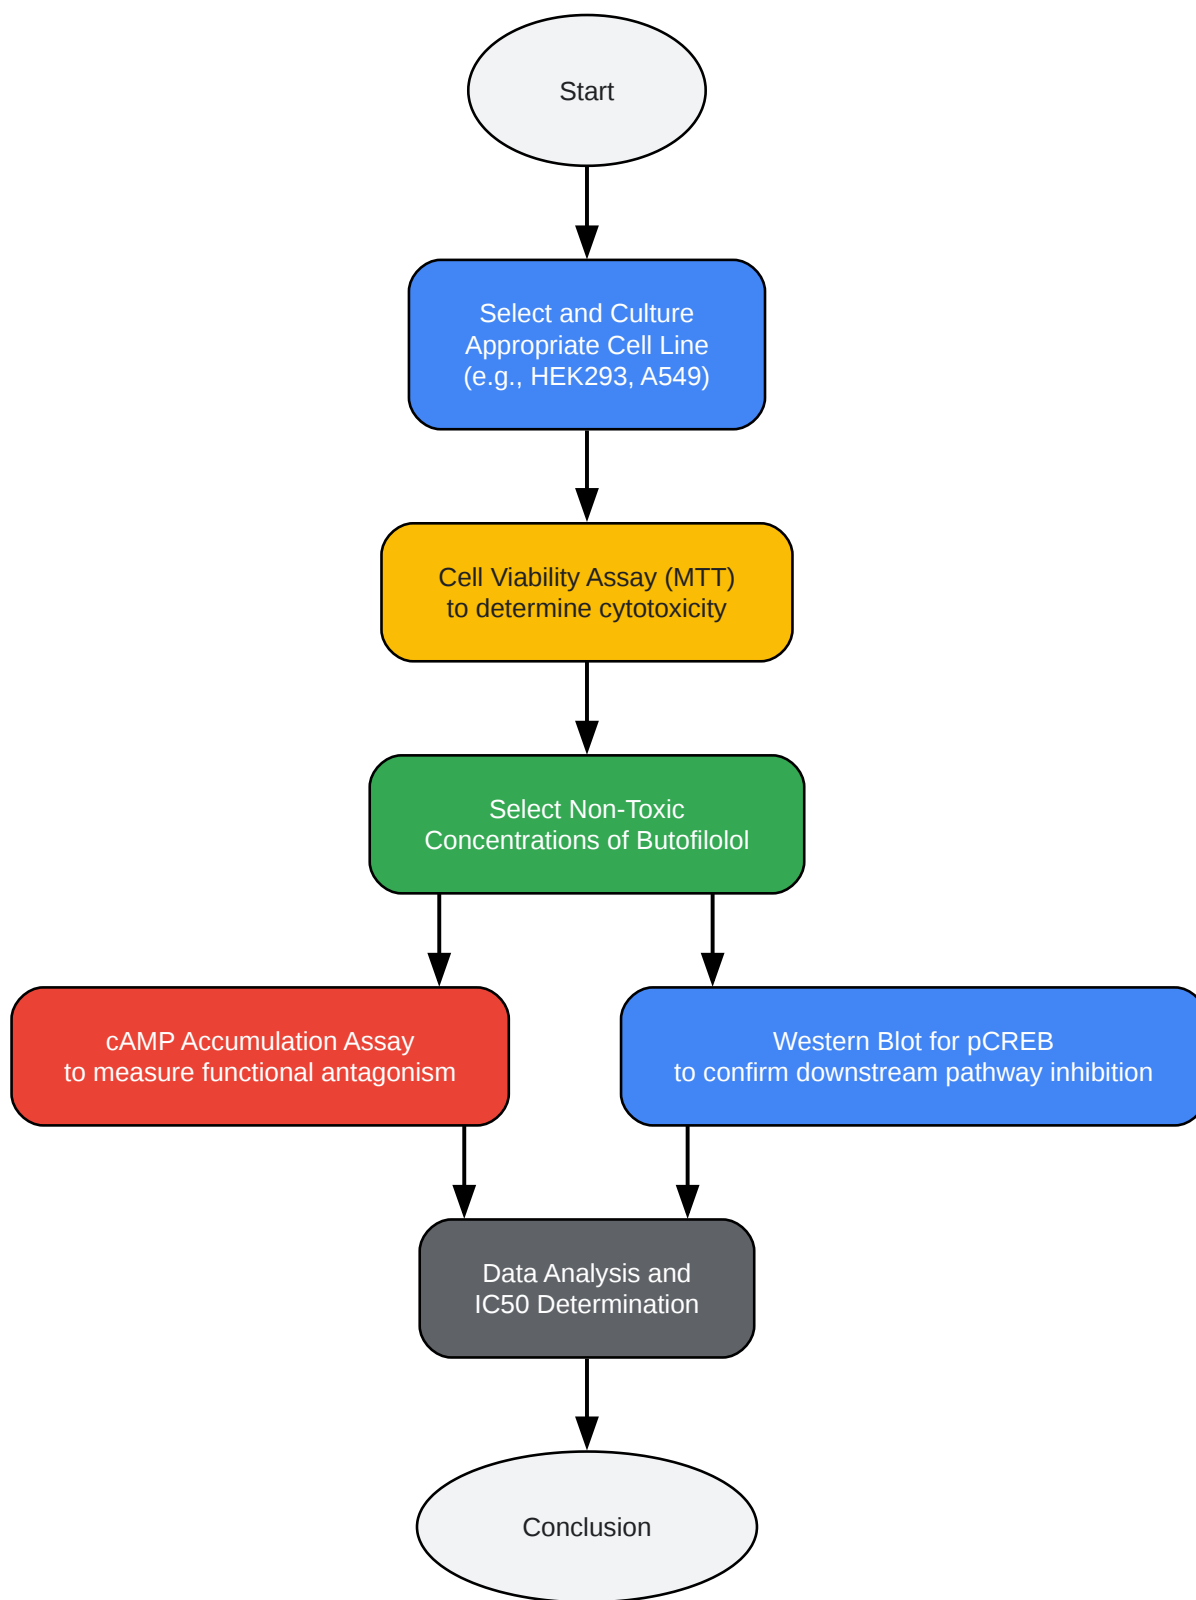 Start
Select and Culture
Appropriate Cell Line
(e.g., HEK293, A549)
Cell Viability Assay (MTT)
to determine cytotoxicity
Select Non-Toxic
Concentrations of Butofilolol
cAMP Accumulation Assay
to measure functional antagonism
Western Blot for pCREB
to confirm downstream pathway inhibition
Data Analysis and
IC50 Determination
Conclusion